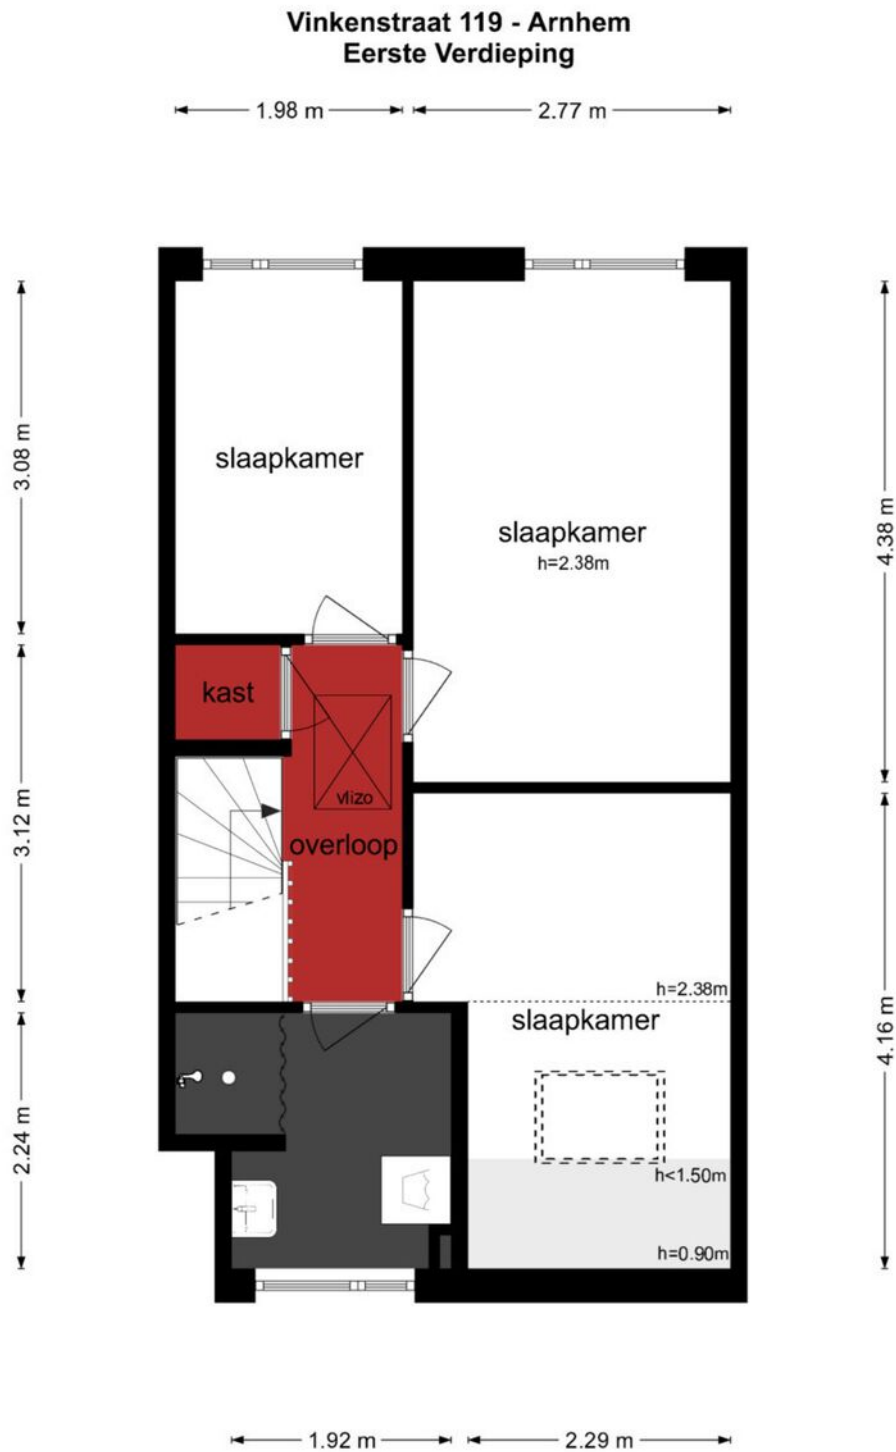 Vinkenstraat 119 - Arnhem
Eerste Verdieping
1.98 m
2.77 m
3.08 m
slaapkamer
4.38 m
slaapkamer
h=2.38m
kast
vlizo
3.12 m
overloop
h=2.38m
slaapkamer
4.16 m
2.24 m
h<1.50m
h=0.90m
1.92 m
2.29 m